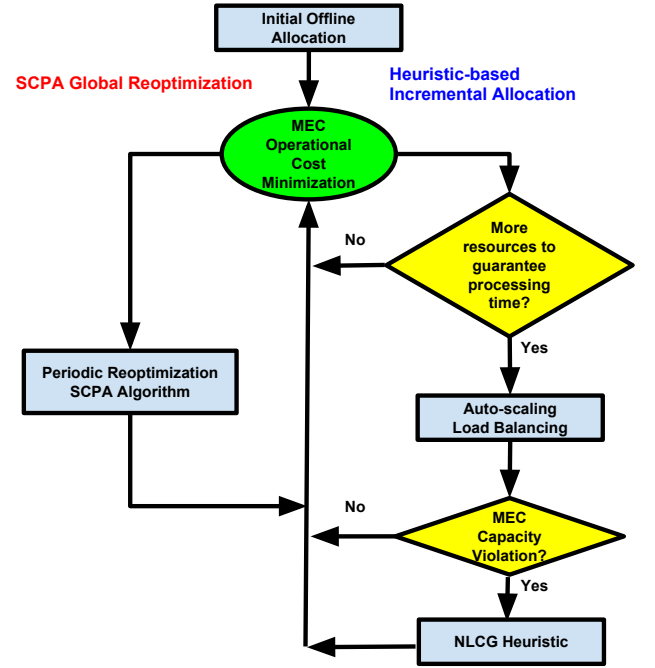 Initial Offline
Allocation
SCPA Global Reoptimization
Heuristic-based
Incremental Allocation
MEC
Operational
Cost
Minimization
No
More
resources to
guarantee
processing
time?
Yes
Periodic Reoptimization
SCPA Algorithm
Auto-scaling
Load Balancing
No
MEC
Capacity
Violation?
Yes
NLCG Heuristic